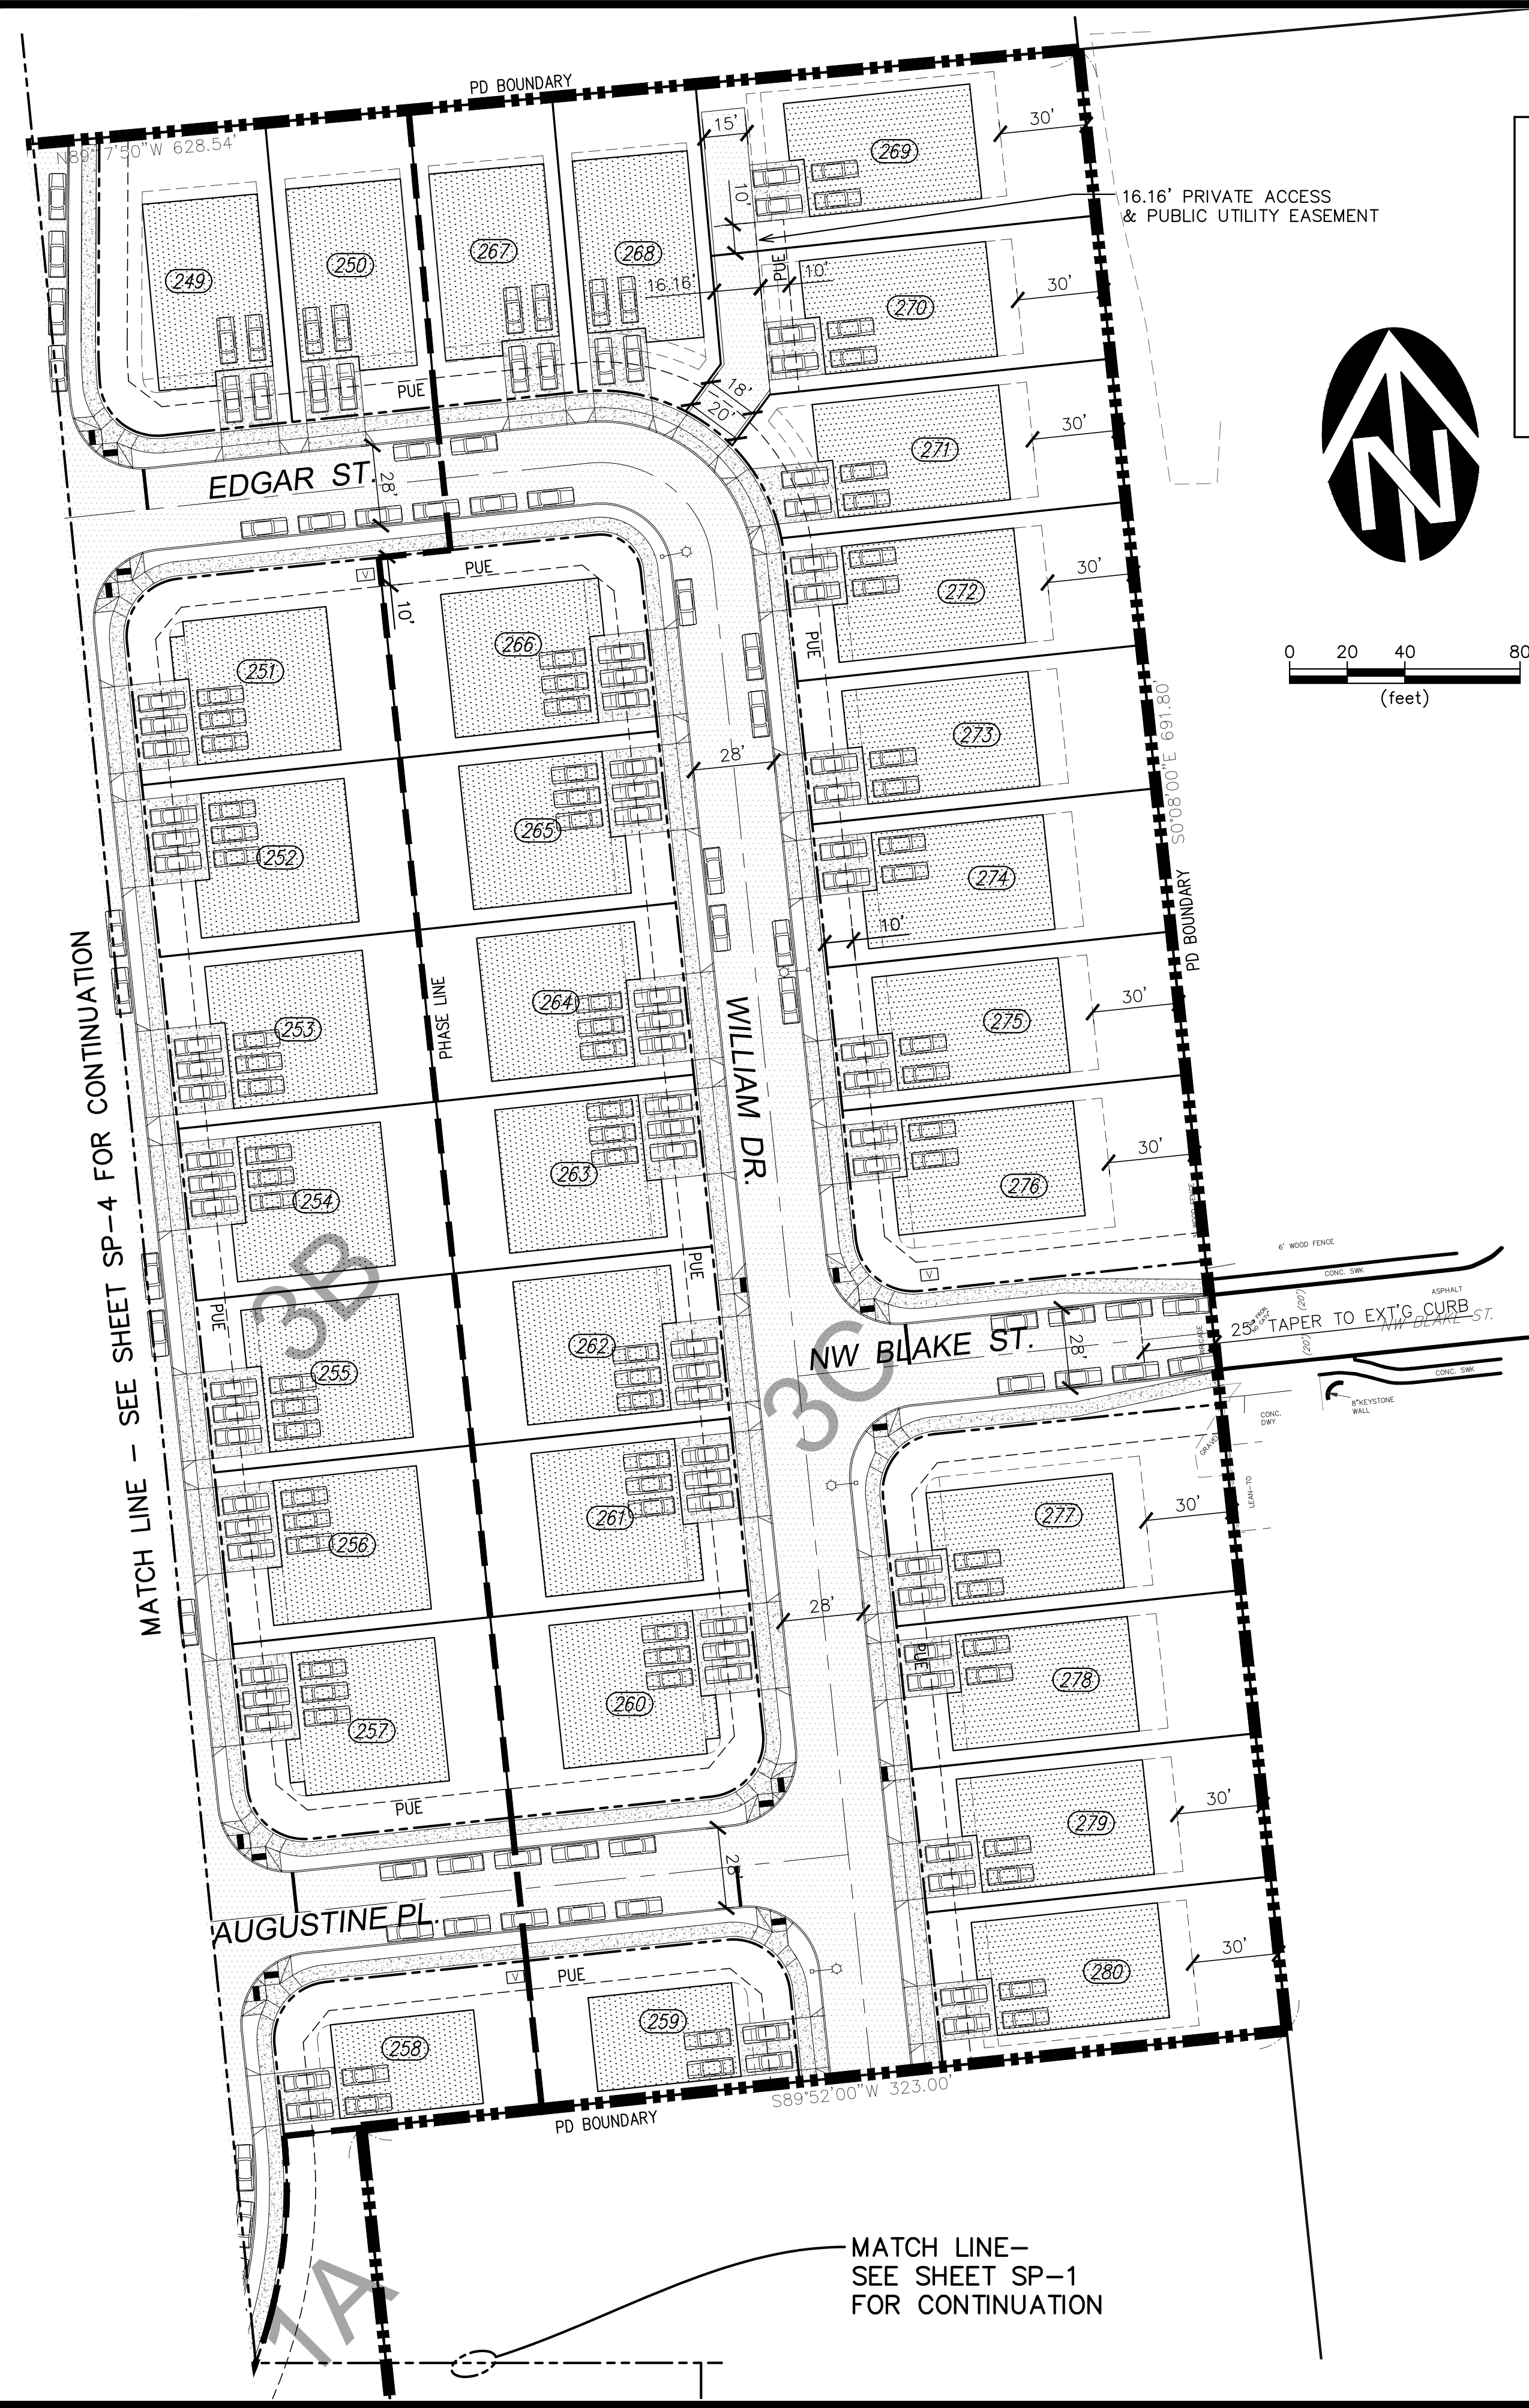 PD BOUNDARY
N89°17'50"W 628.54'
15'
30'
269
10'
16.16' PRIVATE ACCESS
& PUBLIC UTILITY EASEMENT
249
250
267
268
PUE
16.16'
10'
270
30'
N
PUE
18'
20'
271
30'
EDGAR ST.
28'
PUE
V
10'
272
30'
PUE
251
266
0 20 40 80
(feet)
273
28'
S0°08'00"E 691.80'
PD BOUNDARY
252
265
274
10'
MATCH LINE - SEE SHEET SP-4 FOR CONTINUATION
PHASE LINE
253
264
WILLIAM DR.
275
30'
254
263
276
30'
WOOD FENCE
3B
PUE
PUE
V
6' WOOD FENCE
CONC. SWK
ASPHALT
(20')
25' TAPER TO EXT'G CURB
NW BLAKE ST.
(20')
NW BLAKE ST.
28'
3C
255
262
CONC. SWK
8"KEYSTONE
WALL
CONC.
DWY
GRAVEL
LEAN-TO
256
261
277
30'
28'
PUE
257
260
278
PUE
279
30'
28'
AUGUSTINE PL.
V
PUE
280
30'
258
259
S89°52'00"W 323.00'
PD BOUNDARY
1A
MATCH LINE-
SEE SHEET SP-1
FOR CONTINUATION